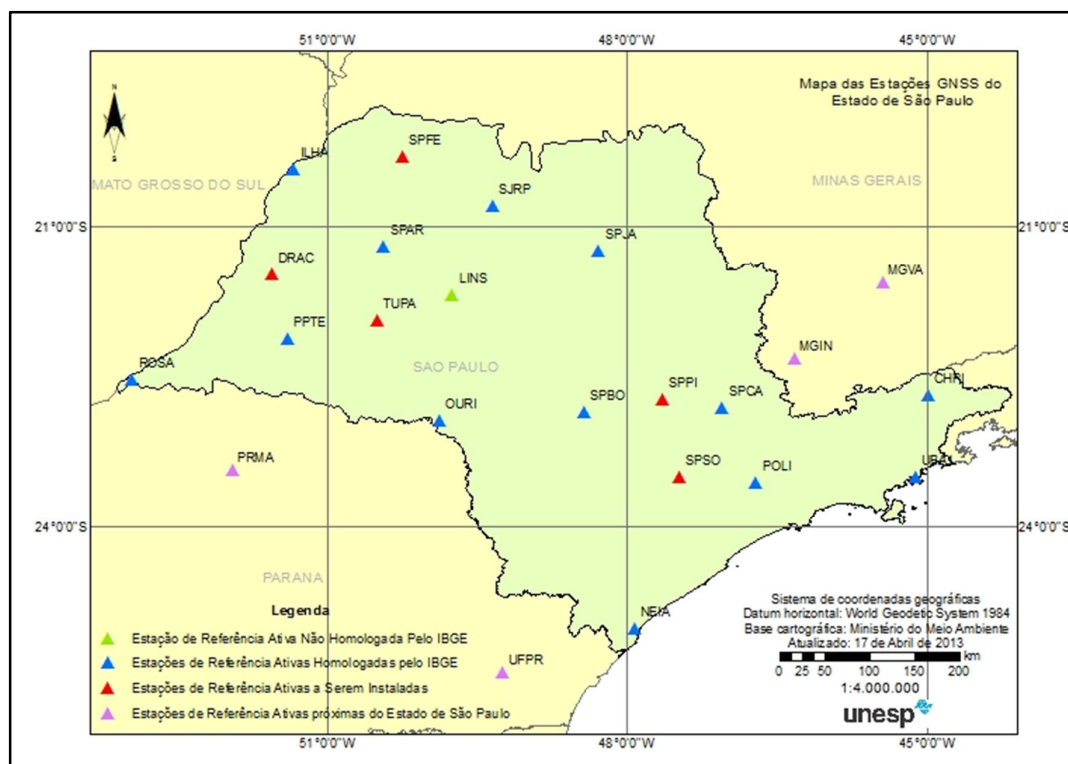 51°0'0"W 48°0'0"W 45°0'0"W
N
S
Mapa das Estações GNSS do
Estado de São Paulo
SPFE
ILHA
MATO GROSSO DO SUL
MINAS GERAIS
SJRP
21°0'0"S 21°0'0"S
SPAR
SPJA
DRAC
LINS
MGVA
TUPA
PPTE
MGIN
ROSA
SAO PAULO
CHPI
SPBO
SPPI
SPCA
OURI
PRMA
SPSO
POLI
24°0'0"S 24°0'0"S
PARANA
NEIA
UFPR
Legenda
Estação de Referência Ativa Não Homologada Pelo IBGE
Estações de Referência Ativas Homologadas pelo IBGE
Estações de Referência Ativas a Serem Instaladas
Estações de Referência Ativas próximas do Estado de São Paulo
Sistema de coordenadas geográficas
Datum horizontal: World Geodetic System 1984
Base cartográfica: Ministério do Meio Ambiente
Atualizado: 17 de Abril de 2013
km
0 25 50 100 150 200
1:4.000.000
unesp
51°0'0"W 48°0'0"W 45°0'0"W